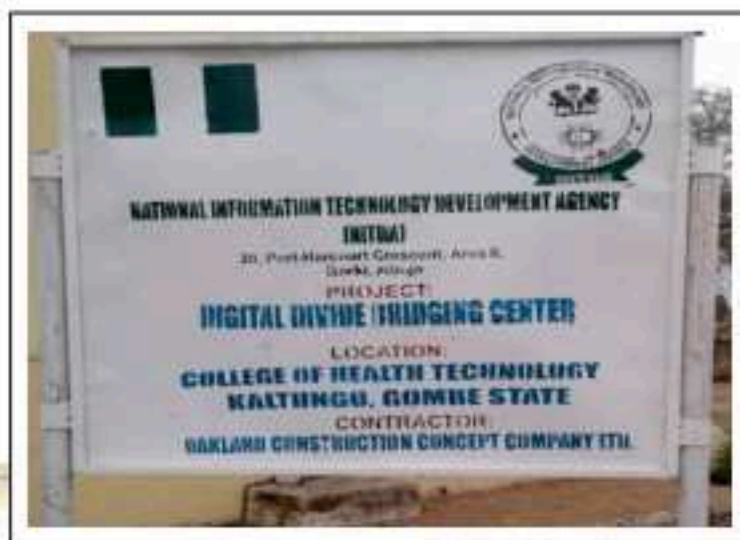 NATIONAL INFORMATION TECHNOLOGY DEVELOPMENT AGENCY
(NITDA)
Port-Harcourt Crescent, Area
Garki, Abuja
PROJECT:
DIGITAL DIVIDE BRIDGING CENTER
LOCATION:
COLLEGE OF HEALTH TECHNOLOGY
KALTUNGO, GOMBE STATE
CONTRACTOR:
OAKLAND CONSTRUCTION CONCEPT COMPANY LTD.